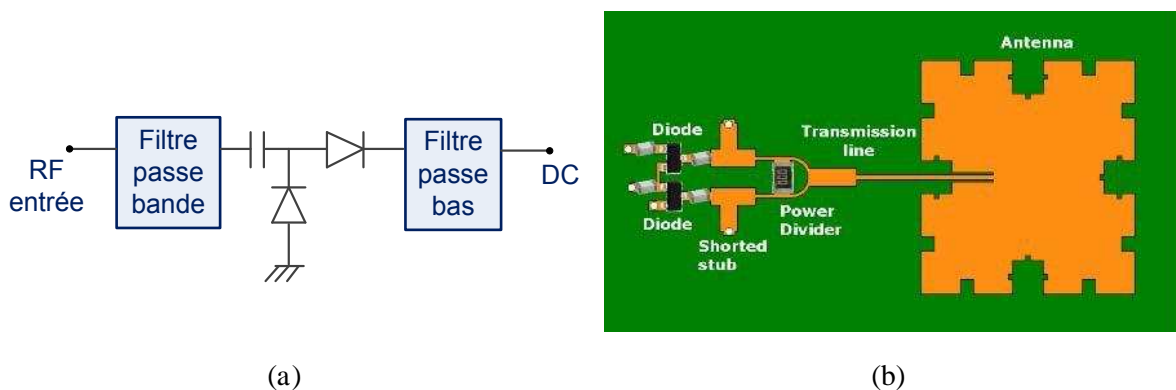 RF
entrée
Filtre
passe
bande
Filtre
passe
bas
DC
Antenna
Diode
Transmission
line
Diode
Power
Divider
Shorted
stub
(a)
(b)